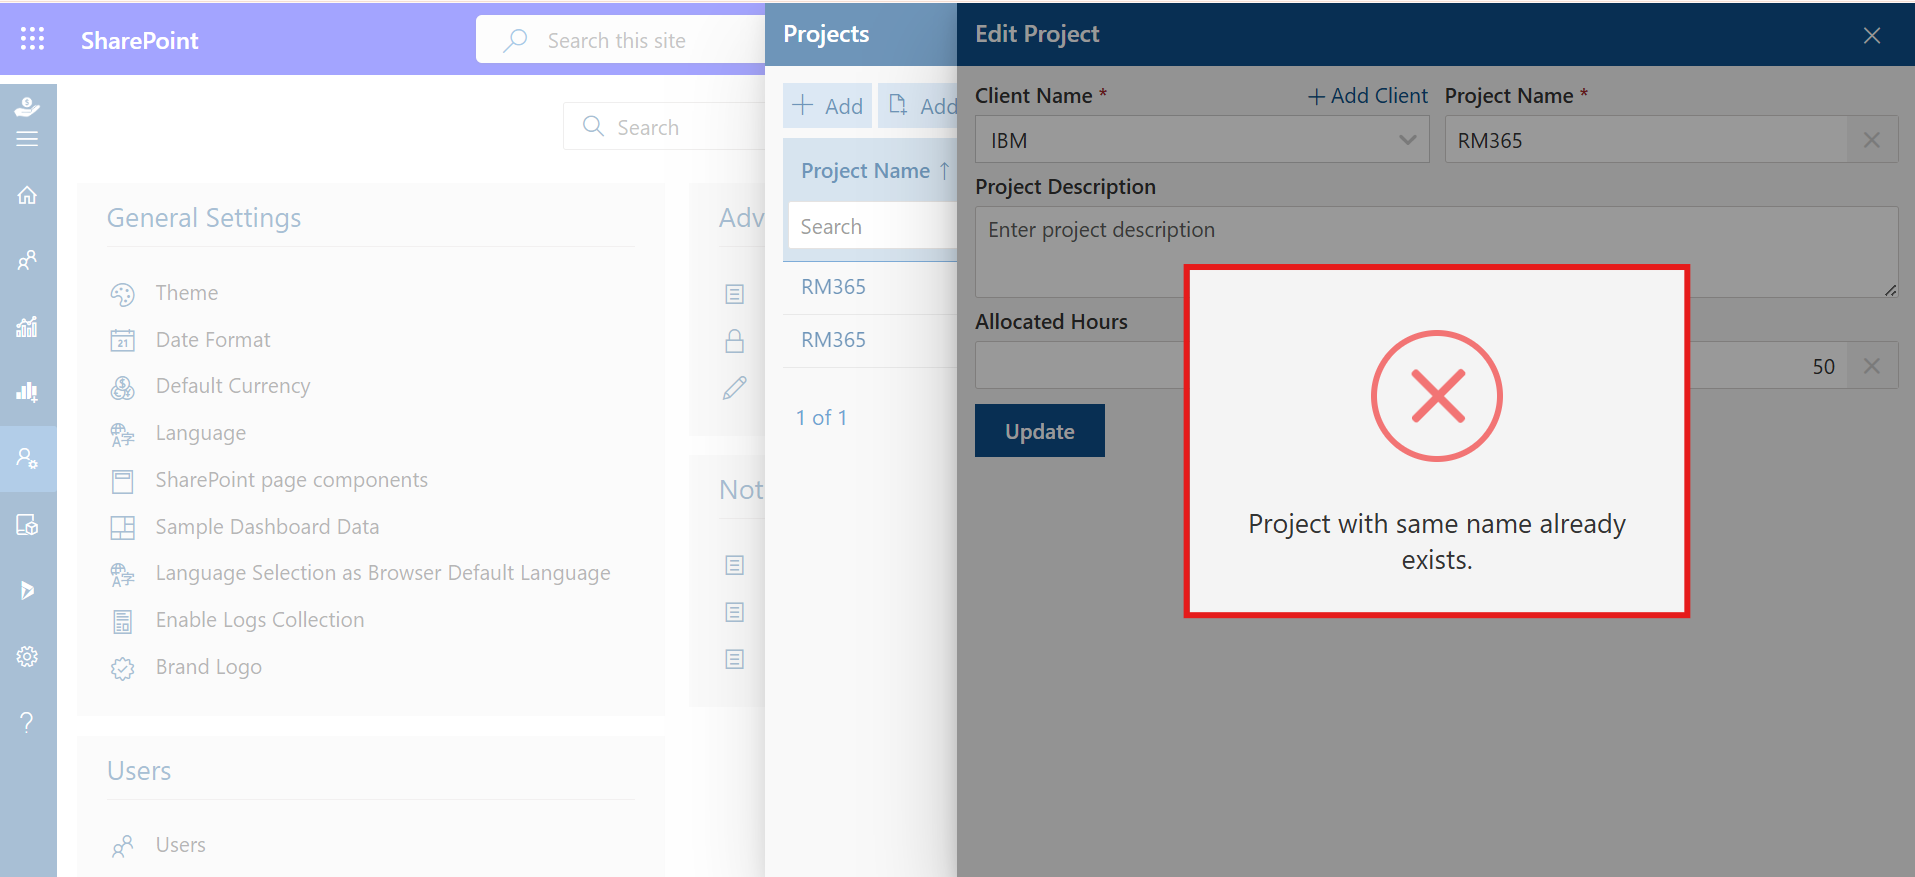 SharePoint
Search this site
Search
General Settings
Theme
21
Date Format
Default Currency
Language
SharePoint page components
Sample Dashboard Data
Language Selection as Browser Default Language
Enable Logs Collection
Brand Logo
Users
Users
Adv
Not
Projects
Add
Add
Project Name ↑
Search
RM365
RM365
1 of 1
Edit Project
Client Name *
+ Add Client
Project Name *
IBM
RM365
Project Description
Enter project description
Allocated Hours
50
Update
Project with same name already
exists.